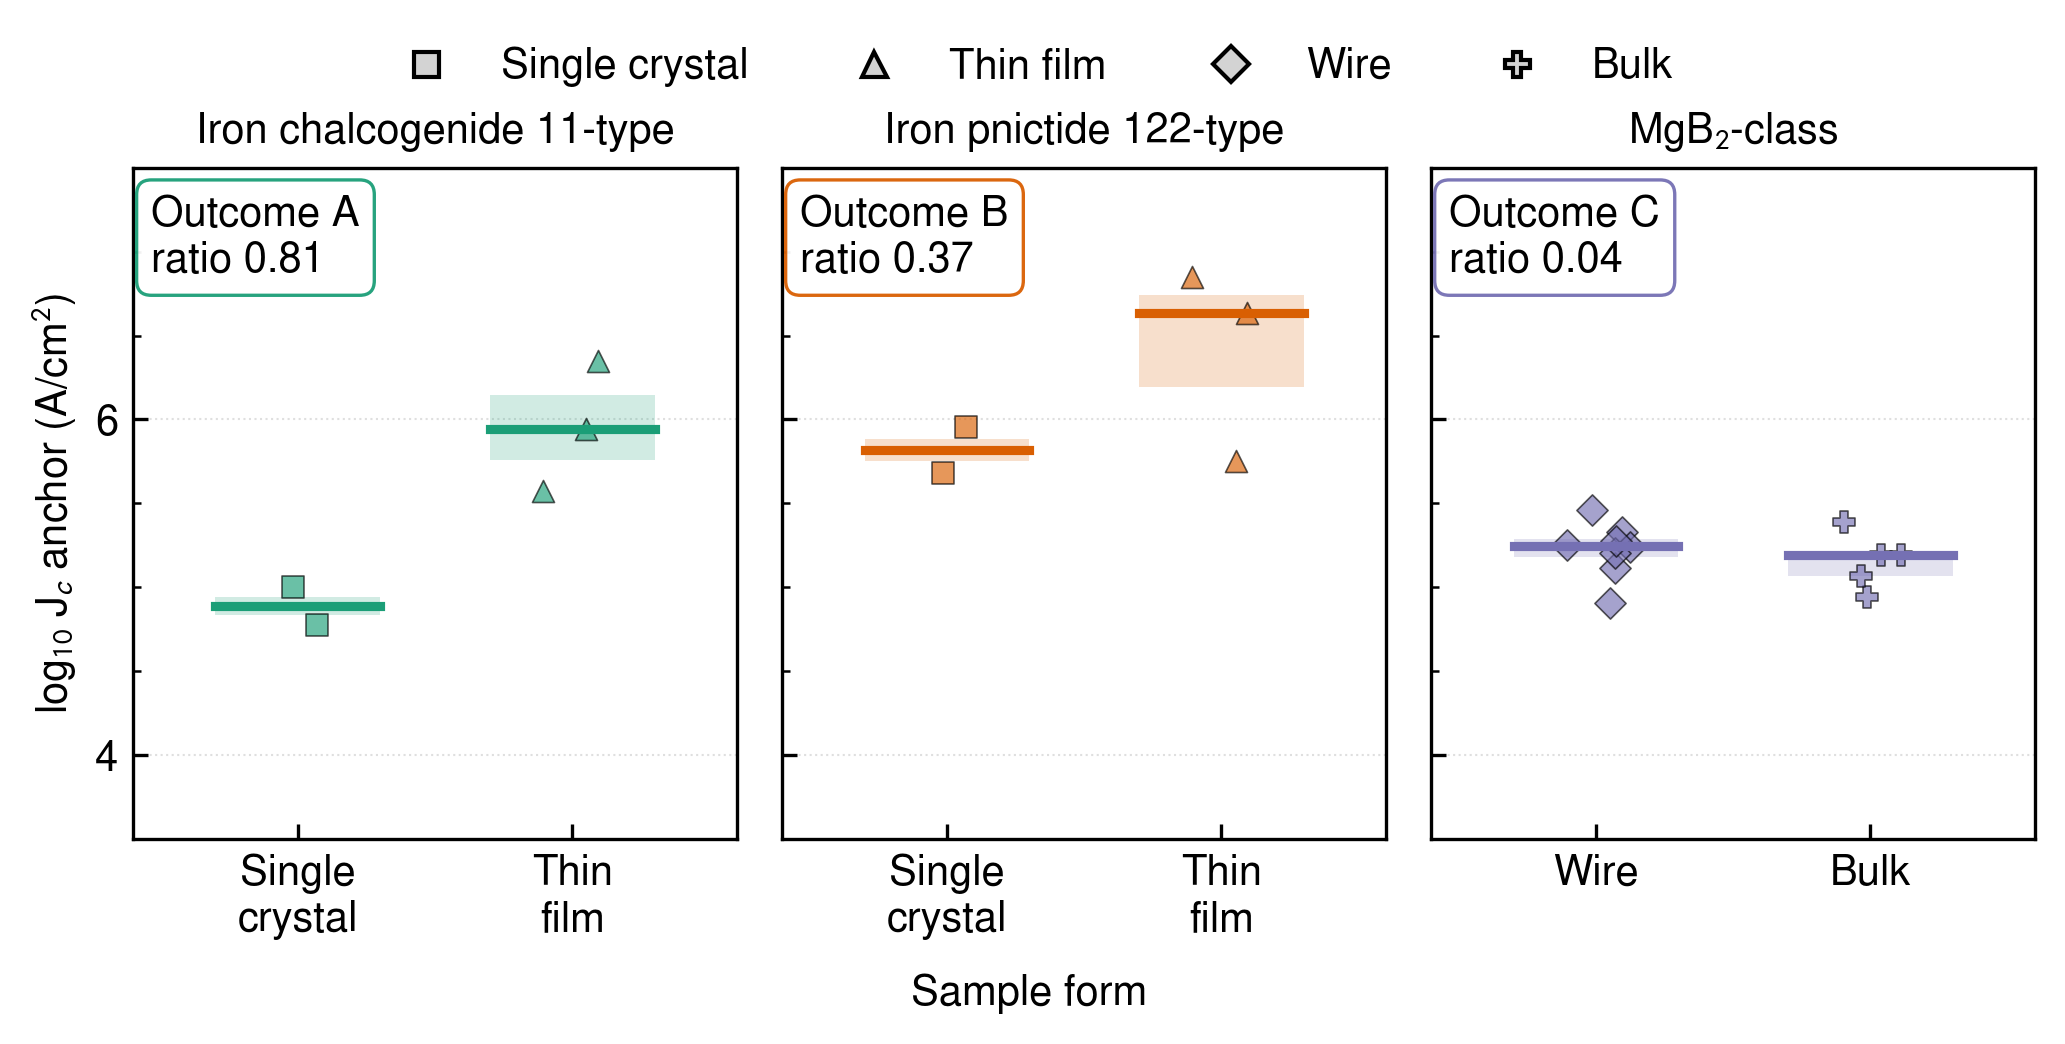 Single crystal  Thin film  Wire  Bulk
Iron chalcogenide 11-type
Iron pnictide 122-type
MgB₂-class
Outcome A
ratio 0.81
Outcome B
ratio 0.37
Outcome C
ratio 0.04
log₁₀ J_c anchor (A/cm²)
6
4
Single
crystal
Thin
film
Single
crystal
Thin
film
Wire
Bulk
Sample form